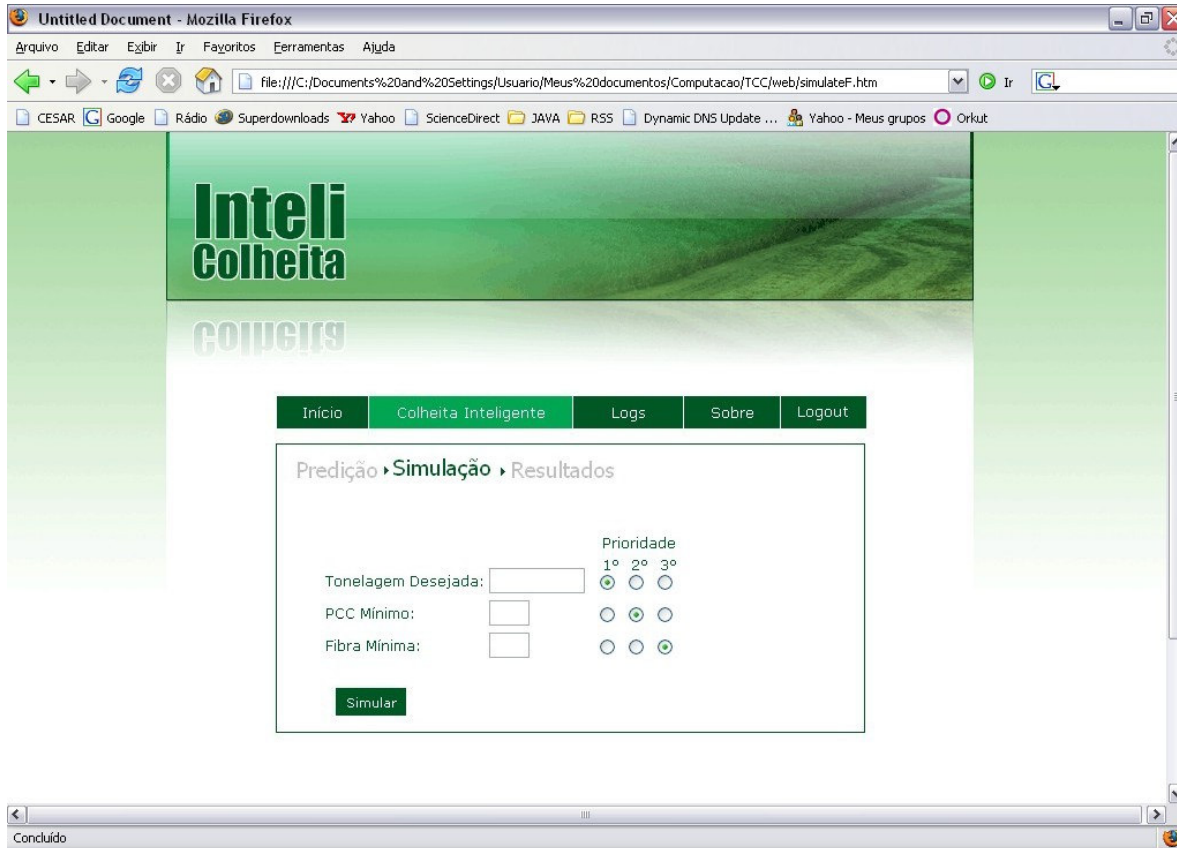 Untitled Document - Mozilla Firefox
Arquivo Editar Exibir Ir Favoritos Ferramentas Ajuda
file:///C:/Documents%20and%20Settings/Usuario/Meus%20documentos/Computacao/TCC/web/simulateF.htm Ir G
CESAR G Google Rádio Superdownloads Y! Yahoo ScienceDirect JAVA RSS Dynamic DNS Update ... Yahoo - Meus grupos Orkut
Inteli
Colheita
Colheita
Início Colheita Inteligente Logs Sobre Logout
Predição Simulação Resultados
Prioridade
1º 2º 3º
Tonelagem Desejada:
PCC Mínimo:
Fibra Mínima:
Simular
Concluído